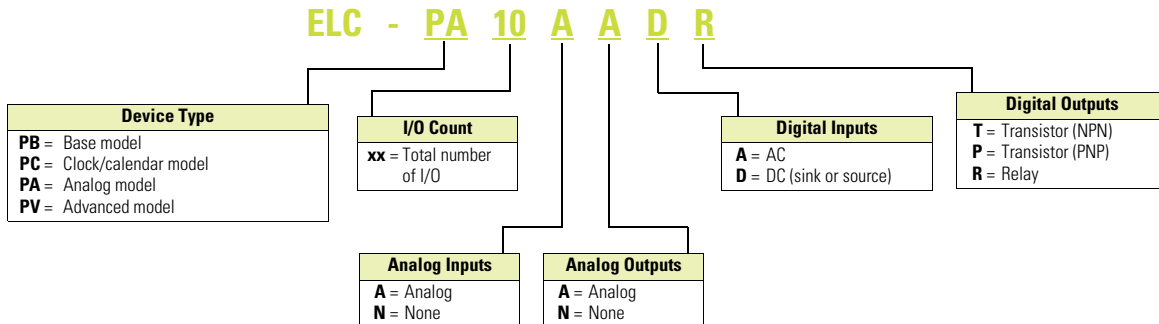 ELC - PA 10 A A D R
Device Type
PB = Base model
PC = Clock/calendar model
PA = Analog model
PV = Advanced model
I/O Count
xx = Total number
of I/O
Digital Inputs
A = AC
D = DC (sink or source)
Digital Outputs
T = Transistor (NPN)
P = Transistor (PNP)
R = Relay
Analog Inputs
A = Analog
N = None
Analog Outputs
A = Analog
N = None